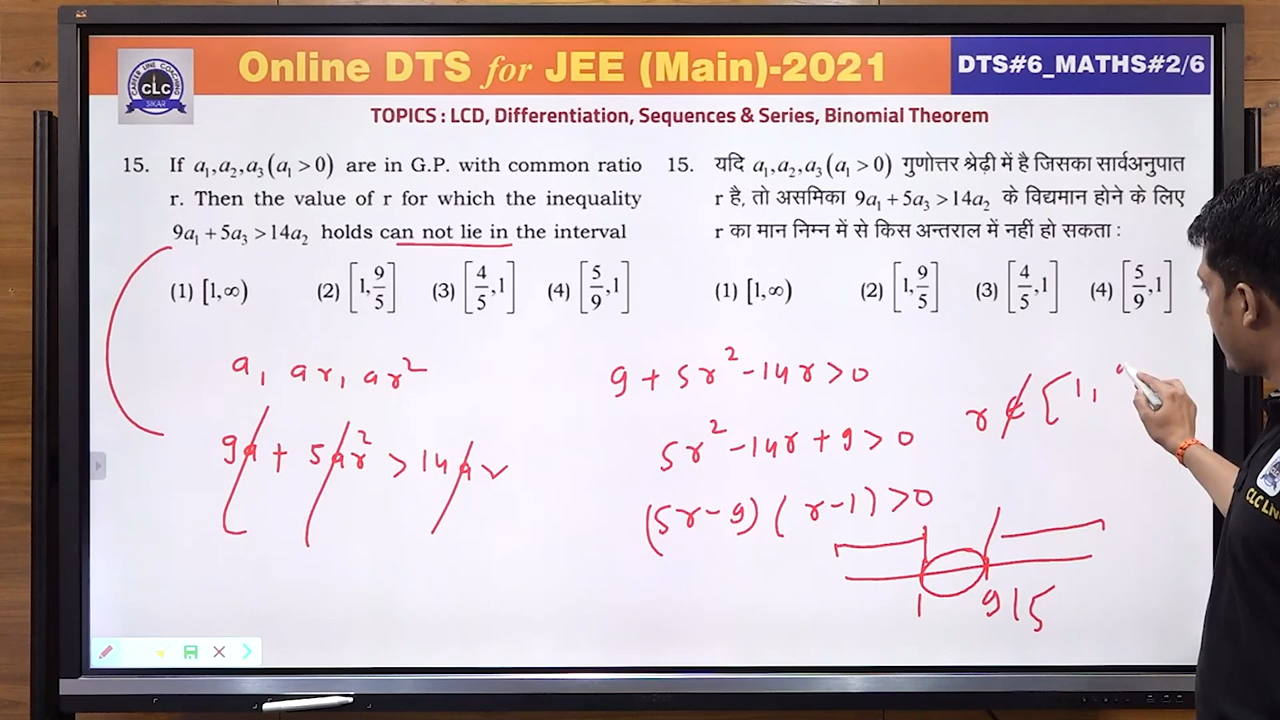 Online DTS for JEE (Main)-2021
DTS#6_MATHS#2/6
CAREER LINE COACHING
CLC
SIKAR
TOPICS : LCD, Differentiation, Sequences & Series, Binomial Theorem
15. If a₁,a₂,a₃(a₁ > 0) are in G.P. with common ratio
r. Then the value of r for which the inequality
9a₁ + 5a₃ > 14a₂ holds can not lie in the interval
(1) [1,∞) (2) [1, 9/5] (3) [4/5, 1] (4) [5/9, 1]
15. यदि a₁,a₂,a₃(a₁ > 0) गुणोत्तर श्रेढ़ी में है जिसका सार्वअनुपात
r है, तो असमिका 9a₁ + 5a₃ > 14a₂ के विद्यमान होने के लिए
r का मान निम्न में से किस अन्तराल में नहीं हो सकता :
(1) [1,∞) (2) [1, 9/5] (3) [4/5, 1] (4) [5/9, 1]
a, ar, ar²
9a + 5ar² > 14ar
9 + 5r² - 14r > 0
5r² - 14r + 9 > 0
(5r - 9) (r - 1) > 0
1 9/5
r ∉ [1, 9
CLC